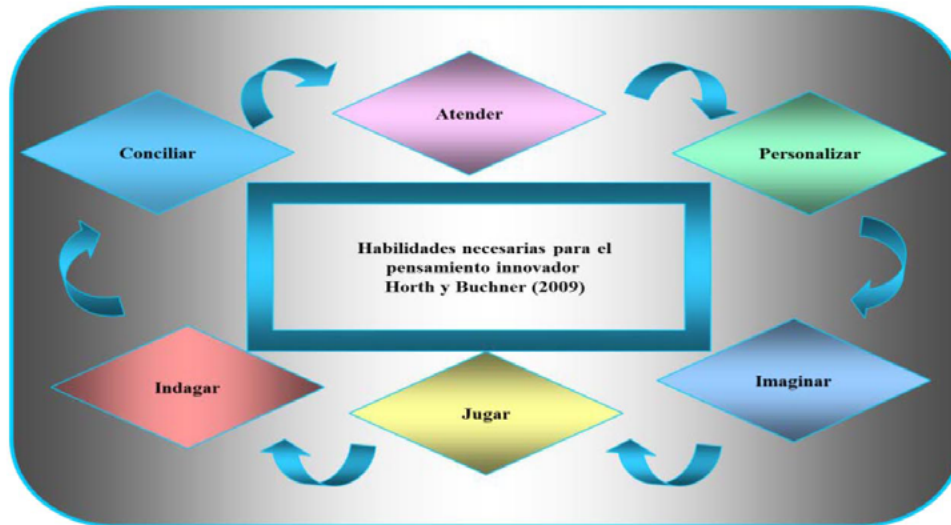 Atender
Conciliar
Personalizar
Habilidades necesarias para el
pensamiento innovador
Horth y Buchner (2009)
Indagar
Jugar
Imaginar